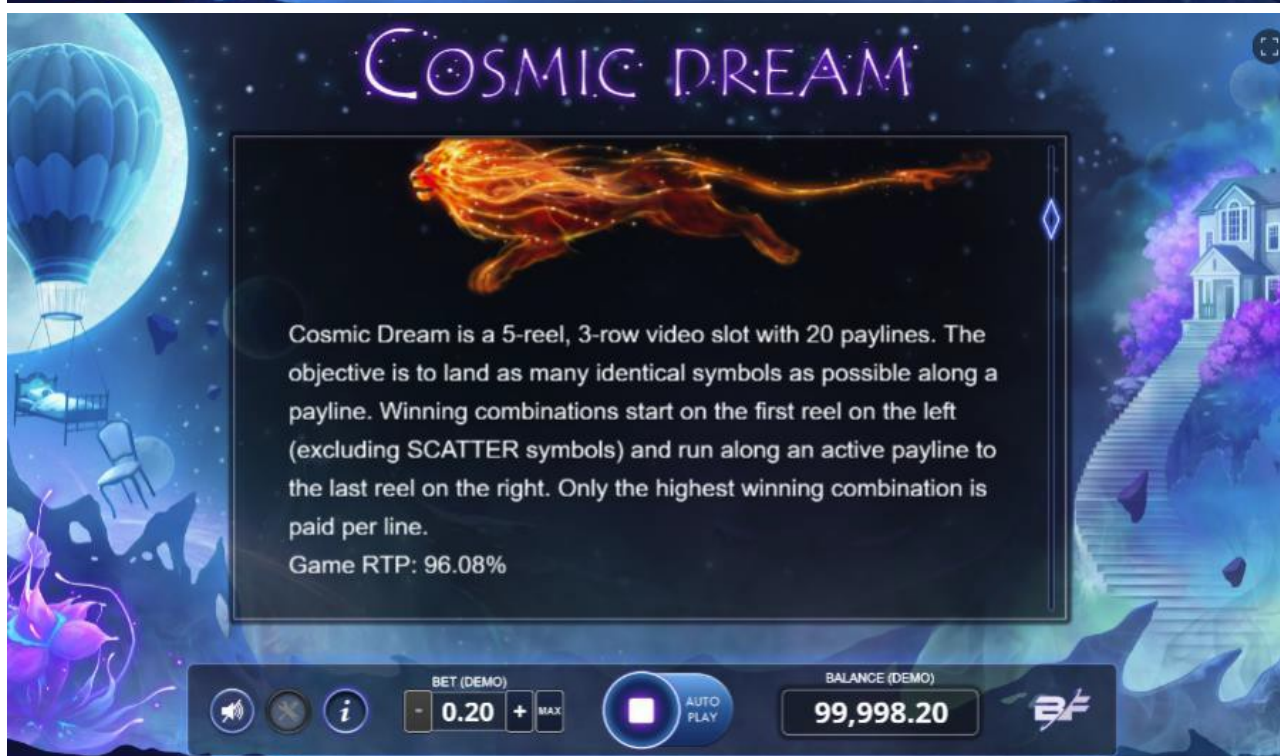 COSMIC DREAM
Cosmic Dream is a 5-reel, 3-row video slot with 20 paylines. The
objective is to land as many identical symbols as possible along a
payline. Winning combinations start on the first reel on the left
(excluding SCATTER symbols) and run along an active payline to
the last reel on the right. Only the highest winning combination is
paid per line.
Game RTP: 96.08%
BET (DEMO)
- 0.20 + MAX
AUTO
PLAY
BALANCE (DEMO)
99,998.20
BF